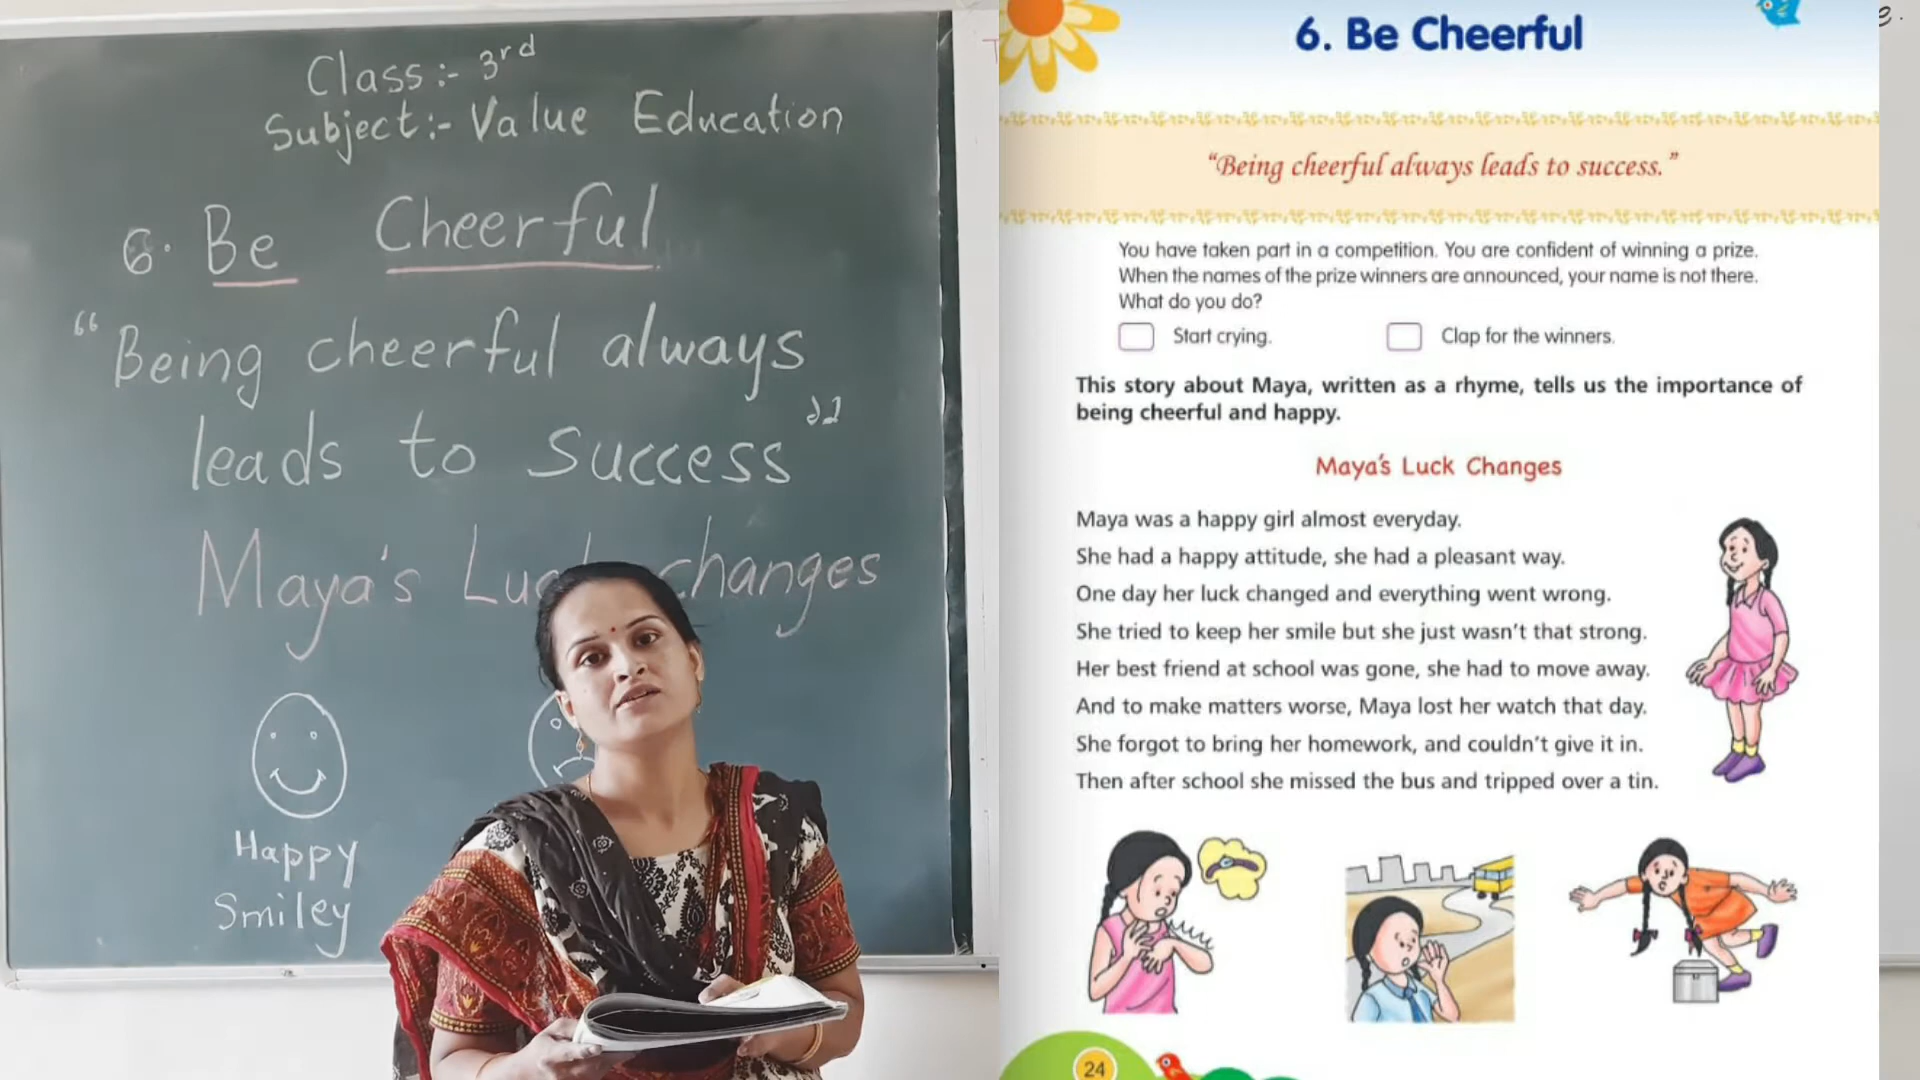 Class:- 3rd
Subject:- Value Education
6. Be Cheerful
"Being cheerful always
leads to success"
Maya's Luck changes
Happy
Smiley
6. Be Cheerful
"Being cheerful always leads to success."
You have taken part in a competition. You are confident of winning a prize.
When the names of the prize winners are announced, your name is not there.
What do you do?
Start crying. Clap for the winners.
This story about Maya, written as a rhyme, tells us the importance of
being cheerful and happy.
Maya's Luck Changes
Maya was a happy girl almost everyday.
She had a happy attitude, she had a pleasant way.
One day her luck changed and everything went wrong.
She tried to keep her smile but she just wasn't that strong.
Her best friend at school was gone, she had to move away.
And to make matters worse, Maya lost her watch that day.
She forgot to bring her homework, and couldn't give it in.
Then after school she missed the bus and tripped over a tin.
24